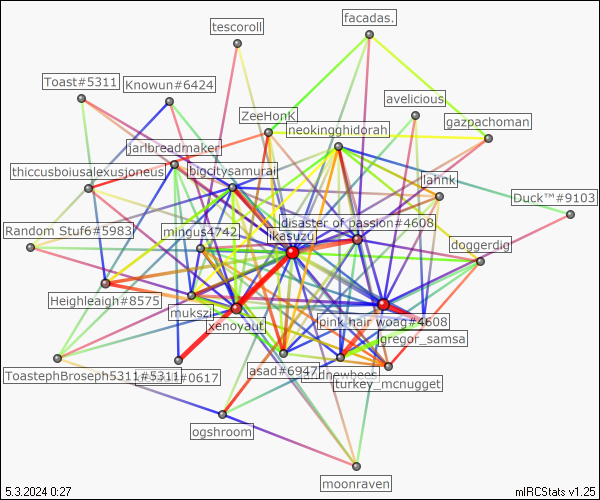 facadas.
tescoroll
Toast#5311
Knowun#6424
avelicious
ZeeHonK
gazpachoman
neokingghidorah
jarlbreadmaker
thiccusboiusalexusjoneus
bigcitysamurai
Duck™#9103
disaster of passion#4608
Random Stuf6#5983
mingus4742
ikasuzu
doggerdig
Heighleaigh#8575
mukszi
xenoyaut
pink hair woag#4608
gregor_samsa
asad#6947
ToastephBroseph5311#5311
#0617
turkey_mcnugget
ogshroom
moonraven
5.3.2024 0:27
mIRCStats v1.25